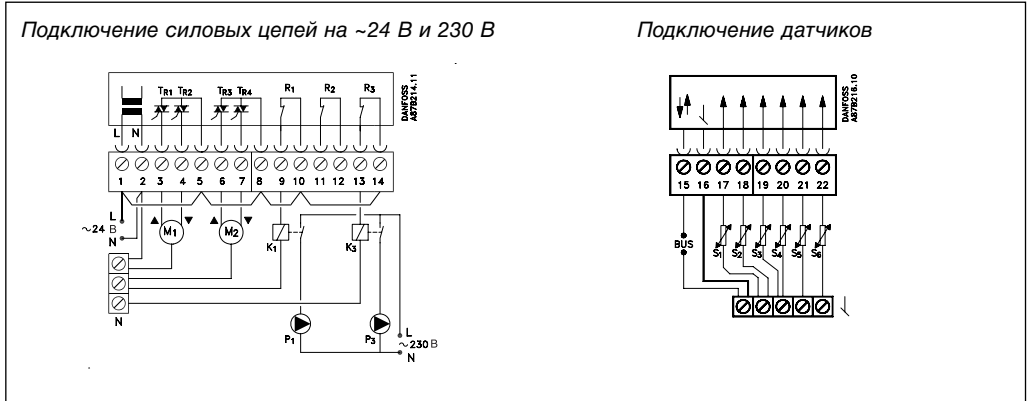 Подключение силовых цепей на ~24 В и 230 В
Подключение датчиков
TR1 TR2 TR3 TR4 R1 R2 R3
L N
DANFOSS
A87B214.11
1 2 3 4 5 6 7 8 9 10 11 12 13 14
L
~24 В
N
M1 M2 K1 K3
N
P1 P3
L
~230 В
N
DANFOSS
A87B216.10
15 16 17 18 19 20 21 22
BUS
S1 S2 S3 S4 S5 S6